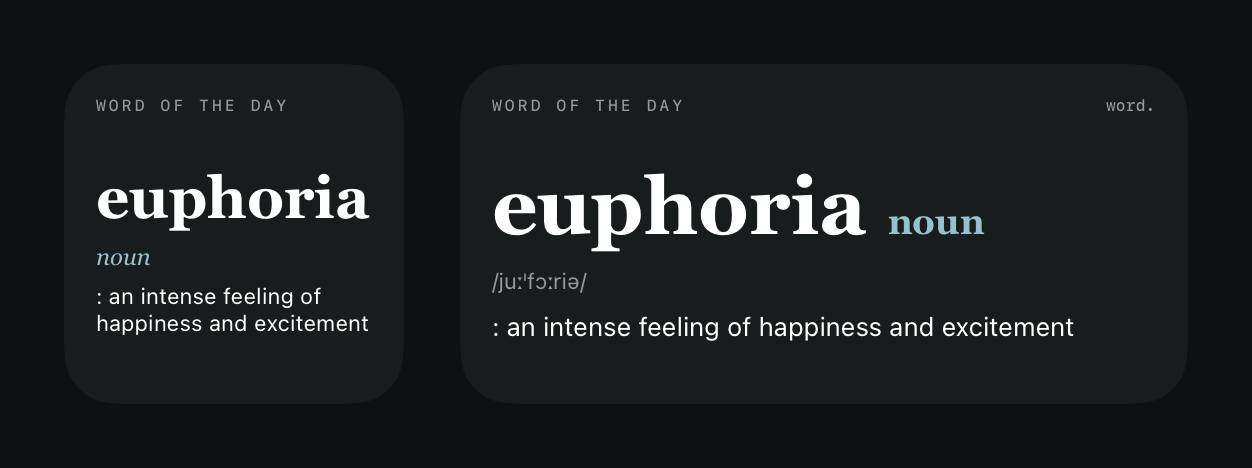 WORD OF THE DAY
euphoria
noun
: an intense feeling of
happiness and excitement
WORD OF THE DAY word.
euphoria noun
/juːˈfɔːriə/
: an intense feeling of happiness and excitement